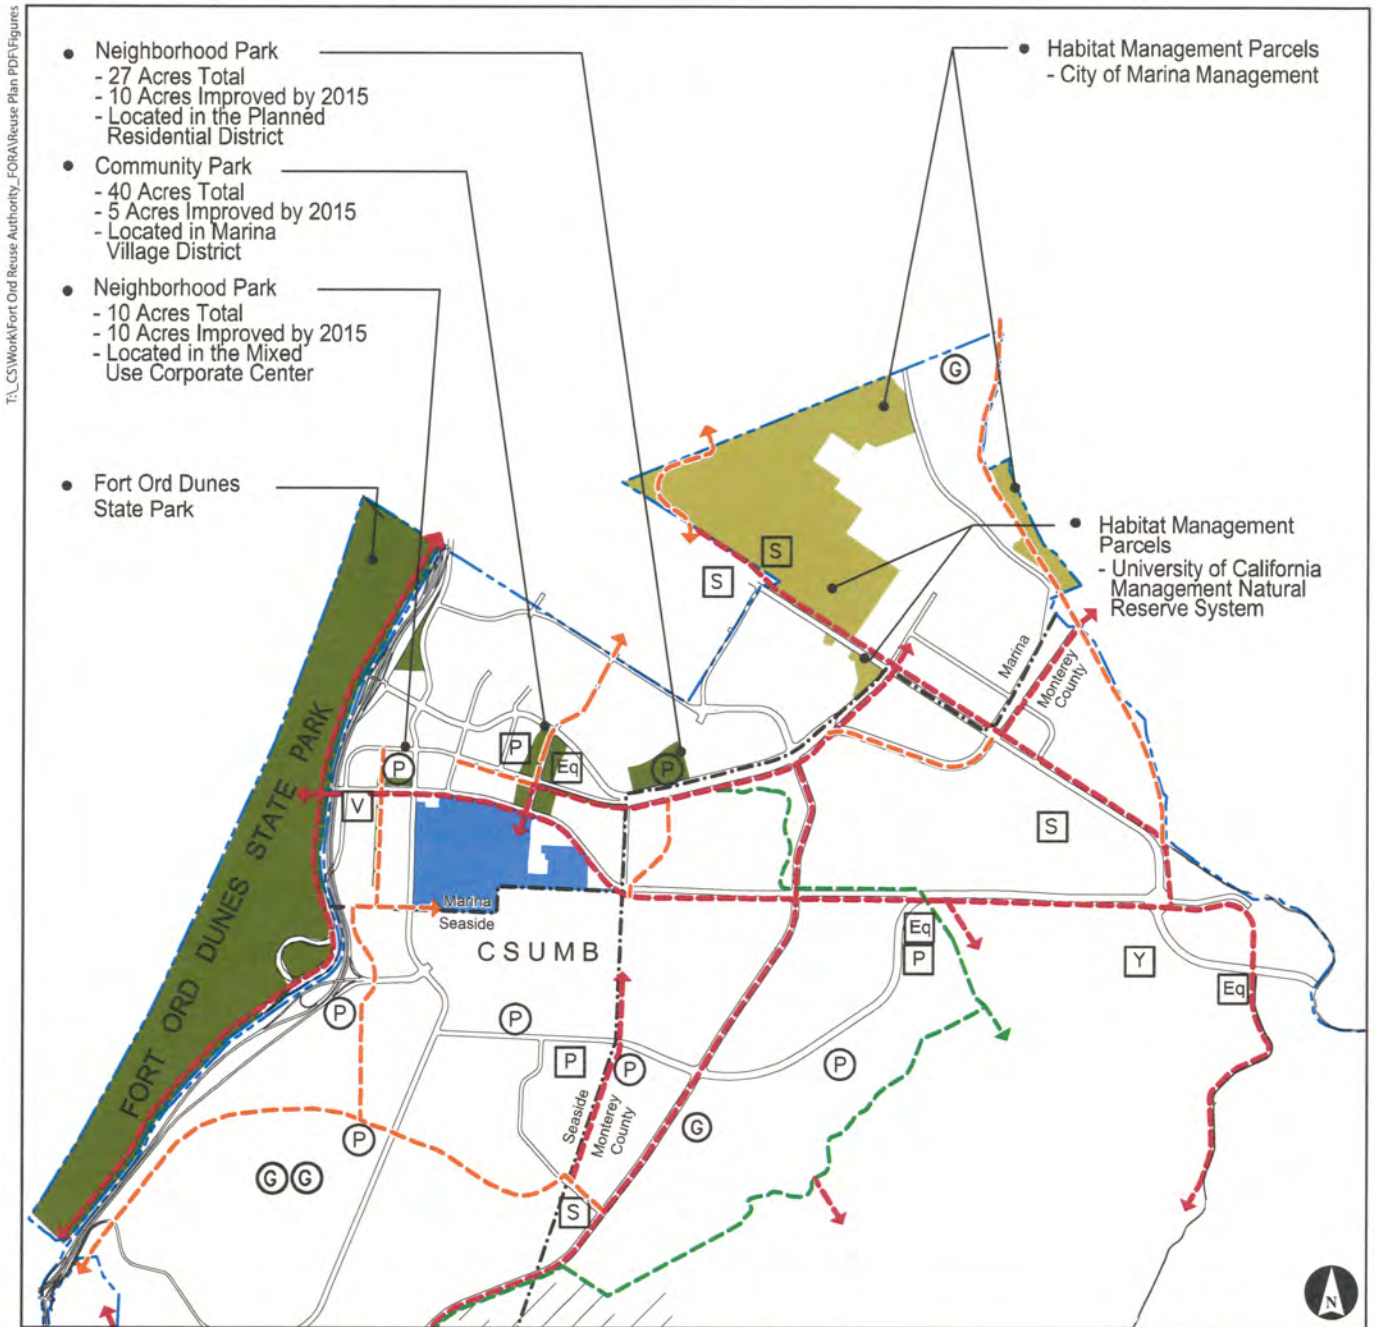 T:\_CS\Work\Fort Ord Reuse Authority_FORA\Reuse Plan PDF\Figures
Neighborhood Park
- 27 Acres Total
- 10 Acres Improved by 2015
- Located in the Planned
Residential District
Community Park
- 40 Acres Total
- 5 Acres Improved by 2015
- Located in Marina
Village District
Neighborhood Park
- 10 Acres Total
- 10 Acres Improved by 2015
- Located in the Mixed
Use Corporate Center
Fort Ord Dunes
State Park
Habitat Management Parcels
- City of Marina Management
Habitat Management
Parcels
- University of California
Management Natural
Reserve System
G
S
S
Marina
Monterey
County
FORT ORD DUNES STATE PARK
P
P
Eq
P
V
S
Marina
Seaside
CSUMB
Eq
P
Y
Eq
P
P
P
P
P
Seaside
Monterey
County
G
P
G G
S
N